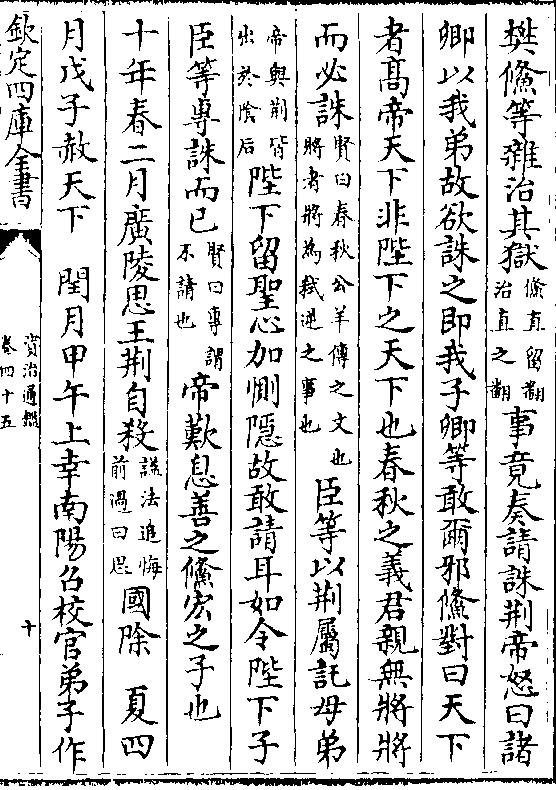 樊鯈等雜治其獄鯈直留翻治直之翻事竟奏請誅荆帝怒曰諸
卿以我弟故欲誅之即我子卿等敢爾邪鯈對曰天下
者髙帝天下非陛下之天下也春秋之義君親無將將
而必誅賢曰春秋公羊傳之文也將者將為弑逆之事也臣等以荆屬託母弟
帝與荆皆出於隂后陛下留聖心加惻隠故敢請耳如令陛下子
臣等專誅而已賢曰專謂不請也帝歎息善之鯈宏之子也
十年春二月廣陵思王荆自殺諡法追悔前過曰思國除 夏四
月戊子赦天下 閏月甲午上幸南陽召校官弟子作
欽定四庫全書
資治通鑑
卷四十五
十